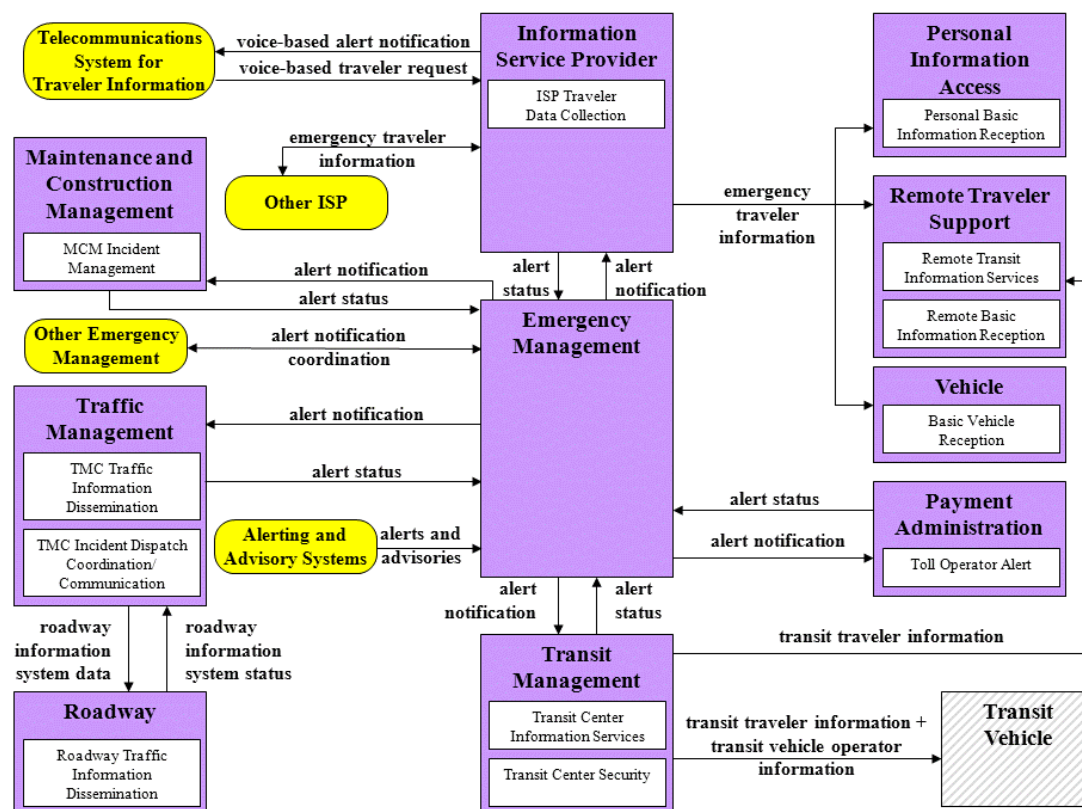 Telecommunications
System for
Traveler Information
voice-based alert notification
voice-based traveler request
Information
Service Provider
ISP Traveler
Data Collection
Personal
Information
Access
Personal Basic
Information Reception
emergency traveler
information
Other ISP
Maintenance and
Construction
Management
MCM Incident
Management
emergency
traveler
information
Remote Traveler
Support
Remote Transit
Information Services
Remote Basic
Information Reception
alert notification
alert status
alert
status
alert
notification
Other Emergency
Management
alert notification
coordination
Emergency
Management
Vehicle
Basic Vehicle
Reception
Traffic
Management
TMC Traffic
Information
Dissemination
TMC Incident Dispatch
Coordination/
Communication
alert notification
alert status
Alerting and
Advisory Systems
alerts and
advisories
alert status
alert notification
Payment
Administration
Toll Operator Alert
alert
notification
alert
status
roadway
information
system data
roadway
information
system status
Roadway
Roadway Traffic
Information
Dissemination
Transit
Management
Transit Center
Information Services
Transit Center Security
transit traveler information
transit traveler information +
transit vehicle operator
information
Transit
Vehicle